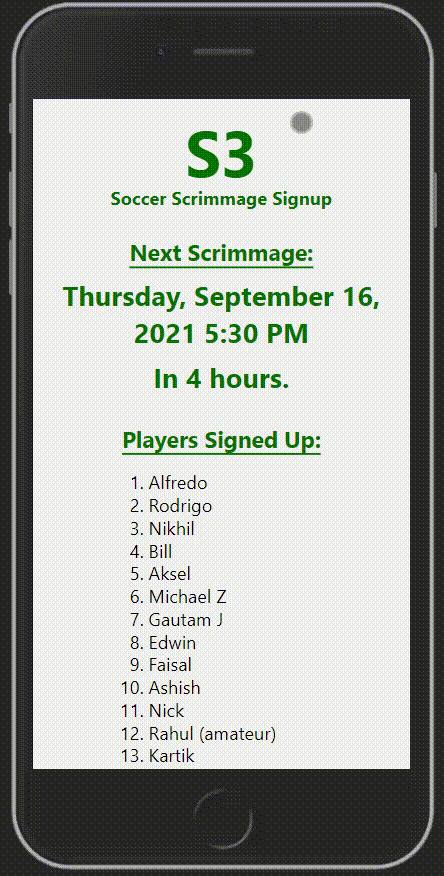 S3
Soccer Scrimmage Signup
Next Scrimmage:
Thursday, September 16,
2021 5:30 PM
In 4 hours.
Players Signed Up:
1. Alfredo
2. Rodrigo
3. Nikhil
4. Bill
5. Aksel
6. Michael Z
7. Gautam J
8. Edwin
9. Faisal
10. Ashish
11. Nick
12. Rahul (amateur)
13. Kartik